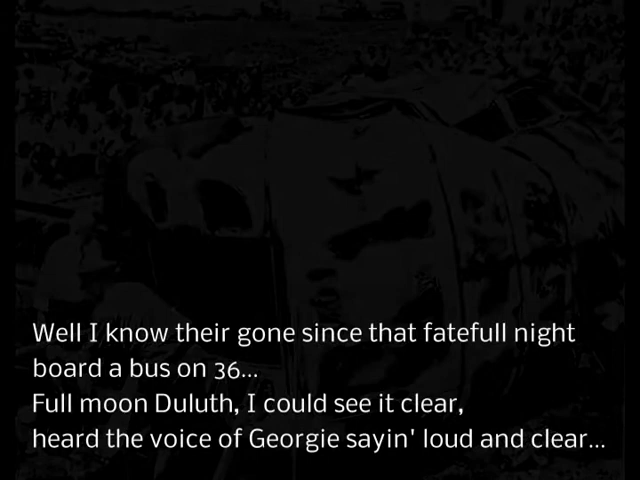 Well I know their gone since that fatefull night
board a bus on 36...
Full moon Duluth, I could see it clear,
heard the voice of Georgie sayin' loud and clear...